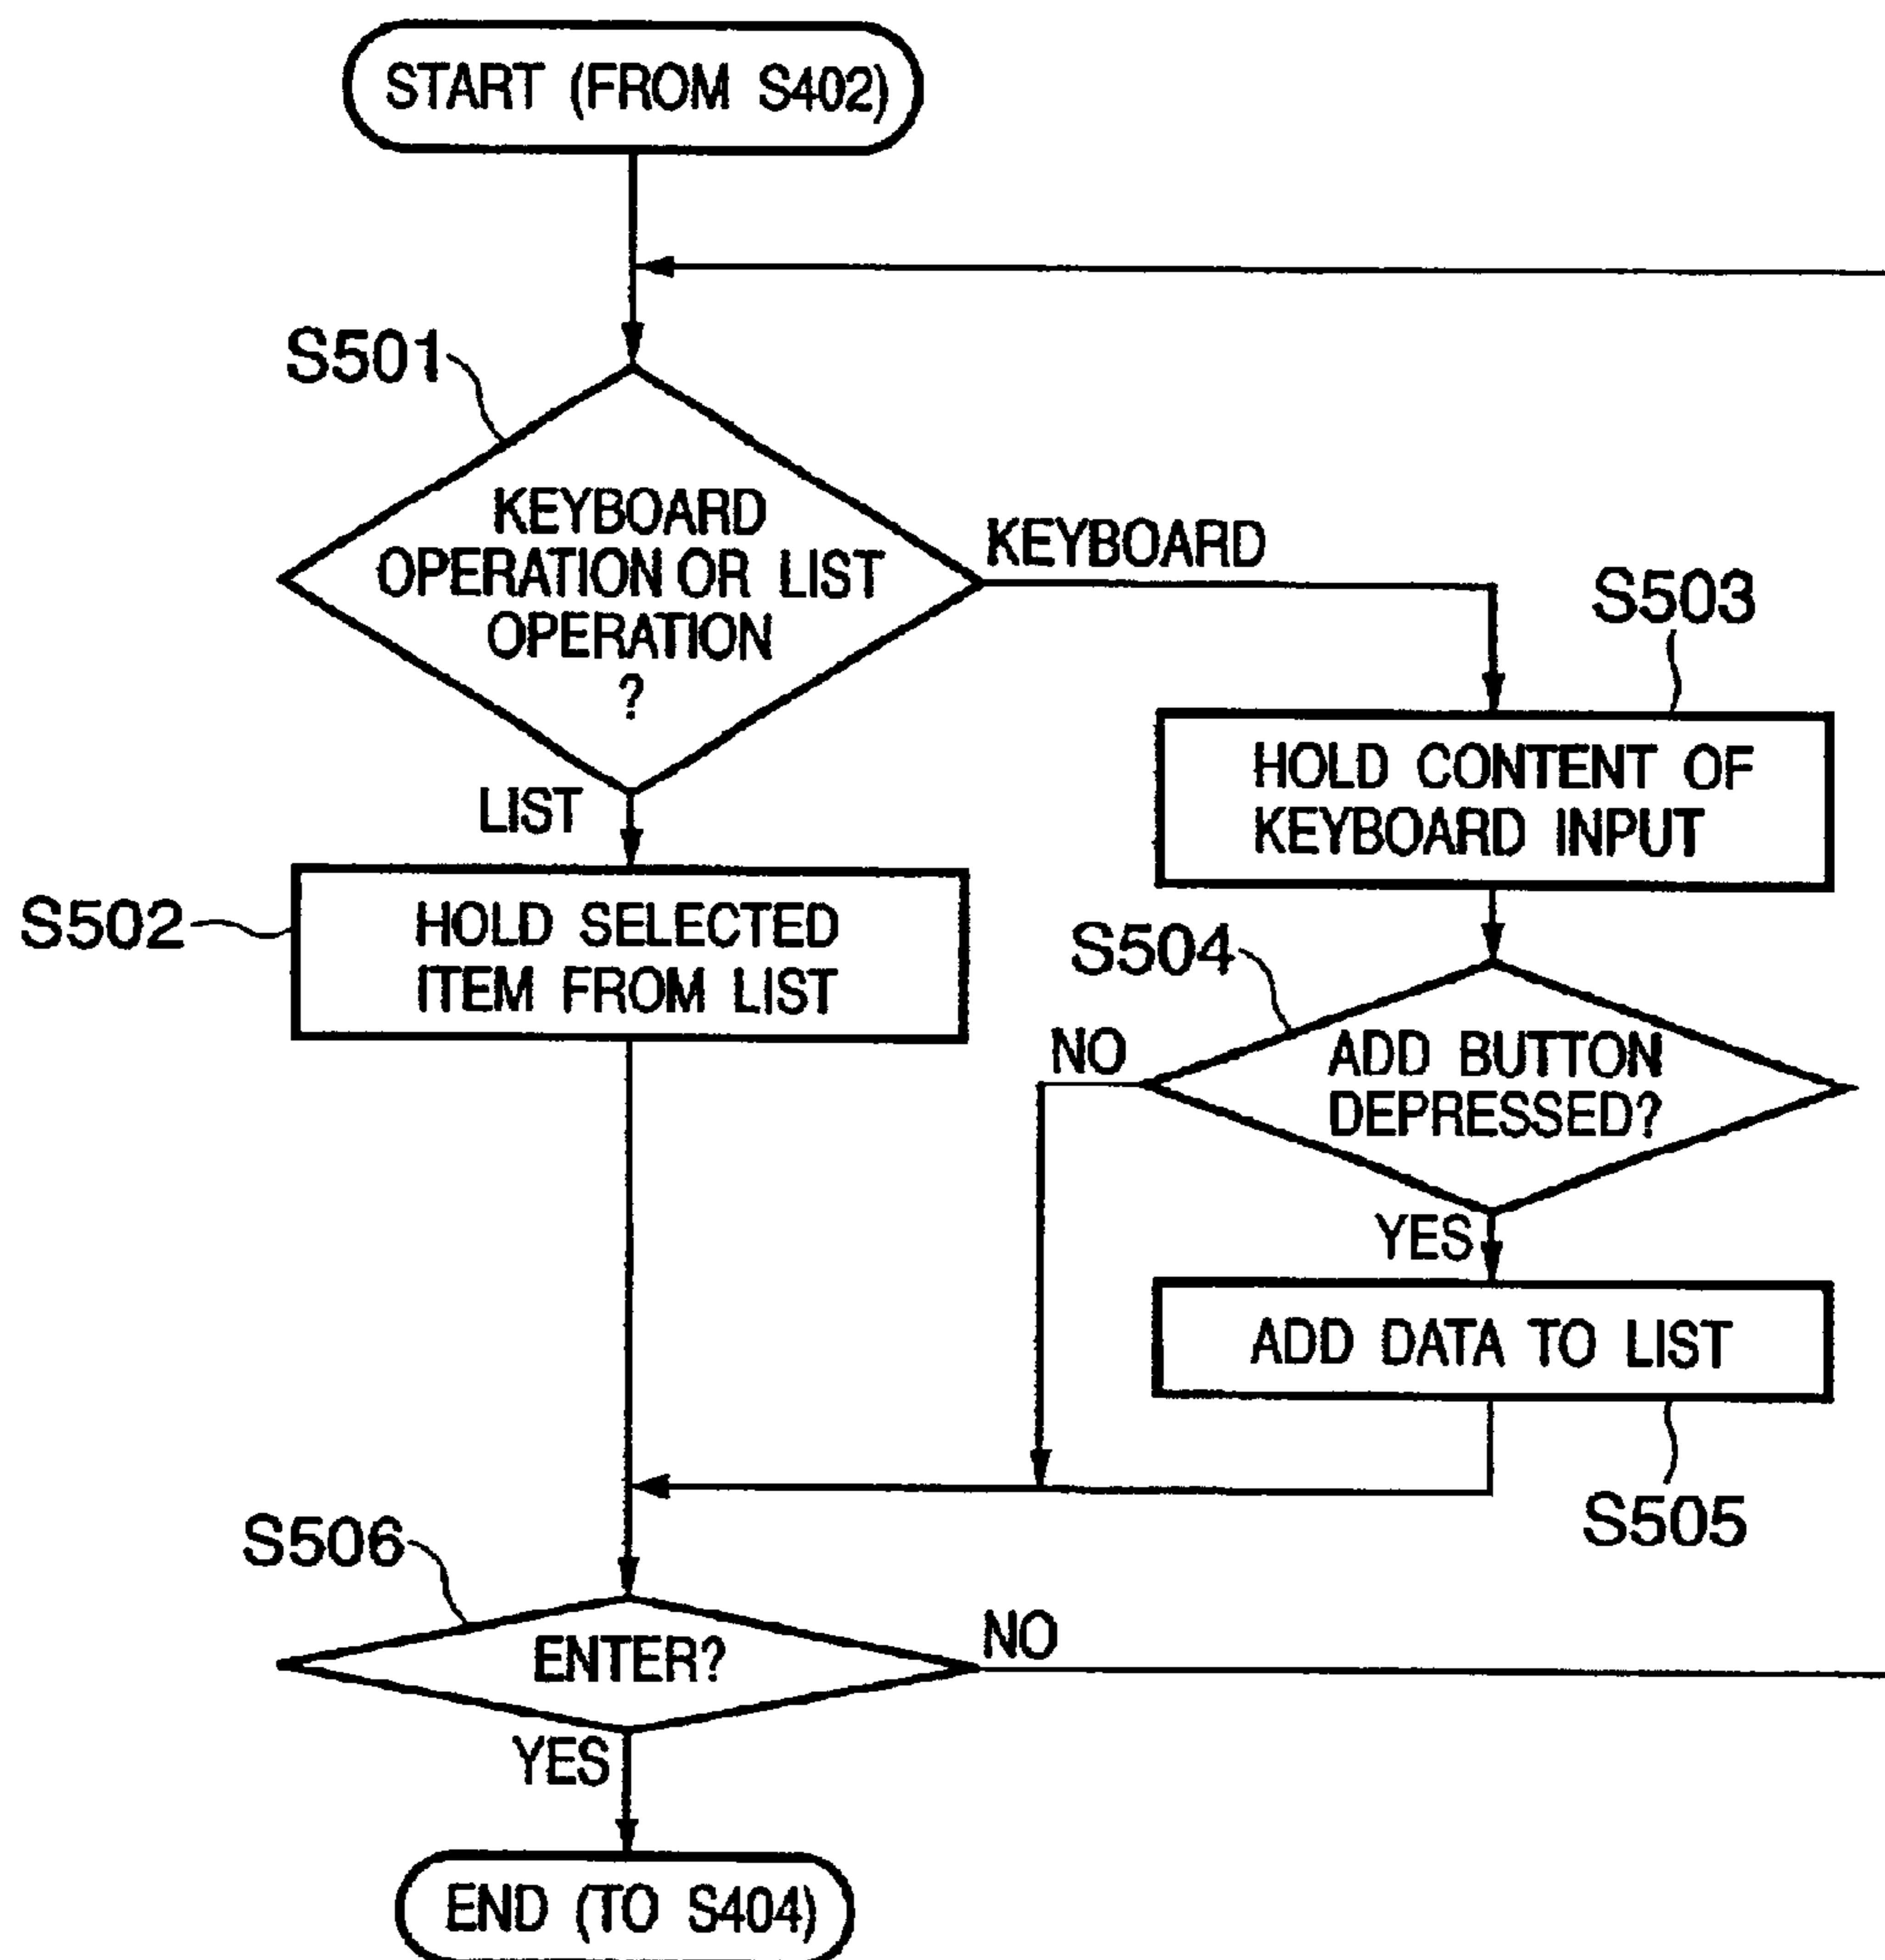 START (FROM S402)
S501
KEYBOARD
OPERATION OR LIST
OPERATION
?
KEYBOARD
LIST
S503
HOLD CONTENT OF
KEYBOARD INPUT
S502
HOLD SELECTED
ITEM FROM LIST
S504
NO
ADD BUTTON
DEPRESSED?
YES
ADD DATA TO LIST
S505
S506
ENTER?
NO
YES
END (TO S404)